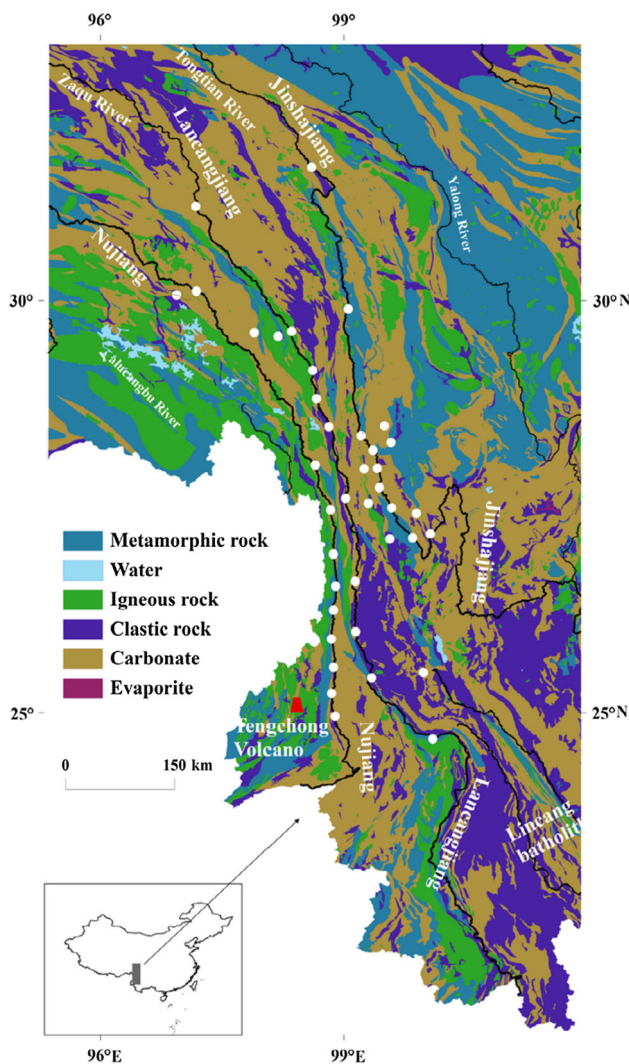 96°
99°
Zaqu River
Lancangjiang
Tongtian River
Jinshajiang
Yalong River
Nujiang
30°
30°N
Yalucangbu River
Metamorphic rock
Water
Igneous rock
Clastic rock
Carbonate
Evaporite
Jinshajiang
25°
25°N
Tengchong
Volcano
Nujiang
0
150 km
Lancangjiang
Lincang
batholith
96°E
99°E